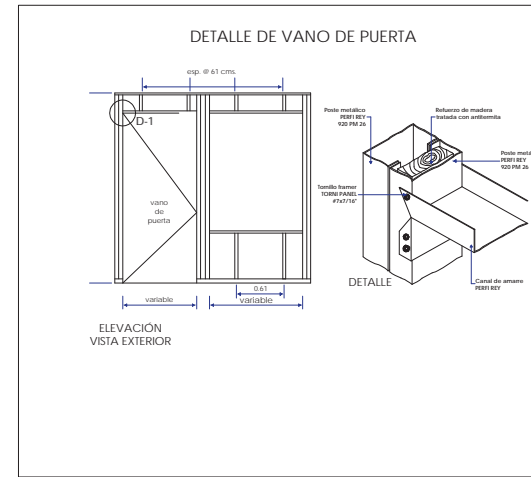 DETALLE DE VANO DE PUERTA
esp. @ 61 cms.
D-1
vano
de
puerta
variable
0.61
variable
ELEVACIÓN
VISTA EXTERIOR
Poste metálico
PERFI REY
920 PM 26
Refuerzo de madera
tratada con antitermita
Poste metá
PERFI REY
920 PM 26
Tornillo framer
TORNI PANEL
#7x7/16"
DETALLE
Canal de amarre
PERFI REY